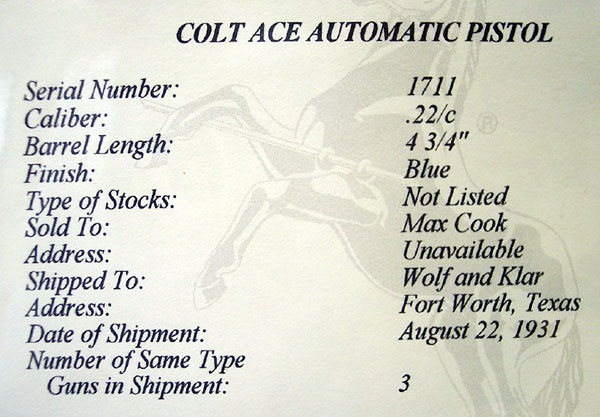 COLT ACE AUTOMATIC PISTOL
Serial Number: 1711
Caliber: .22/c
Barrel Length: 4 3/4"
Finish: Blue
Type of Stocks: Not Listed
Sold To: Max Cook
Address: Unavailable
Shipped To: Wolf and Klar
Address: Fort Worth, Texas
Date of Shipment: August 22, 1931
Number of Same Type
Guns in Shipment: 3
®